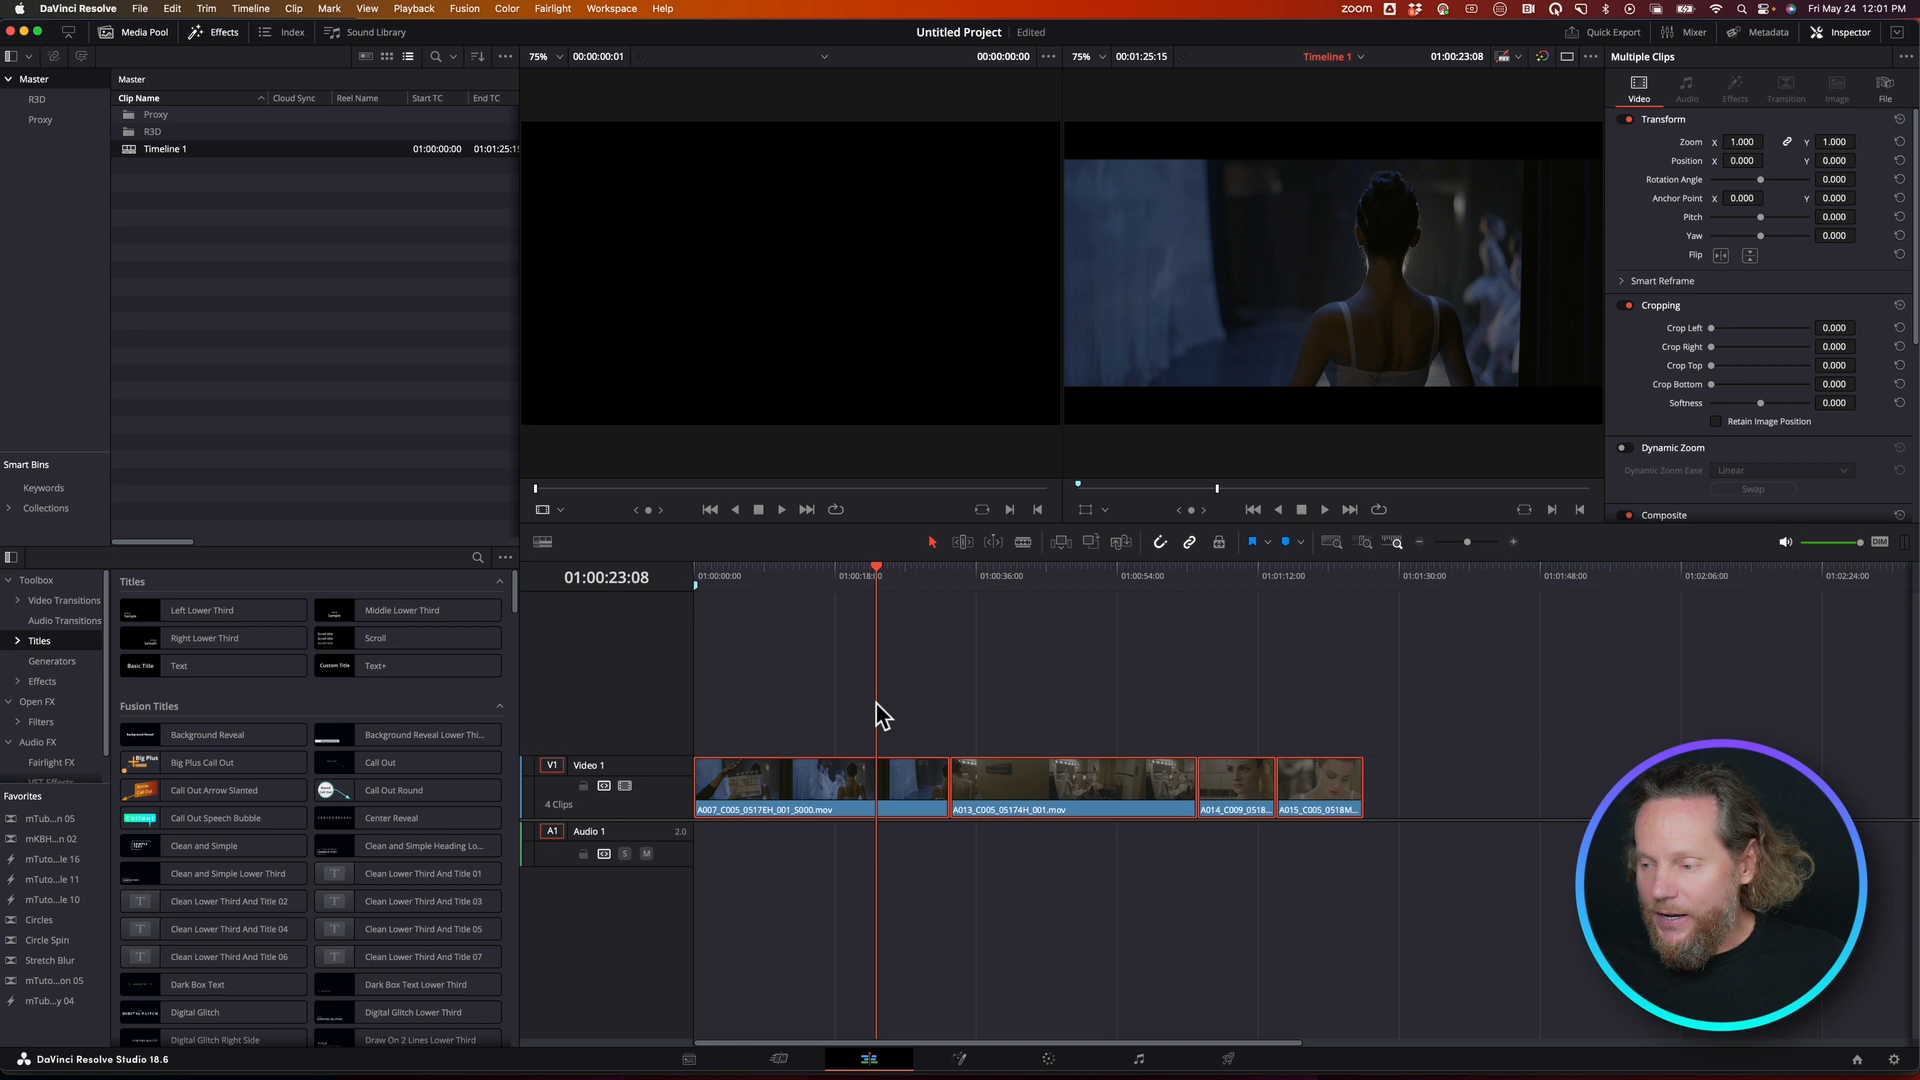 DaVinci Resolve File Edit Trim Timeline Clip Mark View Playback Fusion Color Fairlight Workspace Help
zoom Fri May 24 12:01 PM
Media Pool Effects Index Sound Library
Untitled Project Edited
Quick Export Mixer Metadata Inspector
75% 00:00:00:01 00:00:00:00
75% 00:01:25:15 Timeline 1 01:00:23:08
Multiple Clips
Master
R3D
Proxy
Master
Clip Name Cloud Sync Reel Name Start TC End TC
Proxy
R3D
Timeline 1 01:00:00:00 01:01:25:15
Video Audio Effects Transition Image File
Transform
Zoom X 1.000 Y 1.000
Position X 0.000 Y 0.000
Rotation Angle 0.000
Anchor Point X 0.000 Y 0.000
Pitch 0.000
Yaw 0.000
Flip
Smart Reframe
Cropping
Crop Left 0.000
Crop Right 0.000
Crop Top 0.000
Crop Bottom 0.000
Softness 0.000
Retain Image Position
Dynamic Zoom
Dynamic Zoom Ease Linear
Swap
Composite
Smart Bins
Keywords
Collections
DIM
Toolbox
Video Transitions
Audio Transitions
Titles
Generators
Effects
Open FX
Filters
Audio FX
Fairlight FX
VST Effects
Favorites
mTub...n 05
mKBH...n 02
mTuto...le 16
mTuto...le 11
mTuto...le 10
Circles
Circle Spin
Stretch Blur
mTuto...on 05
mTub...y 04
Titles
Left Lower Third Middle Lower Third
Right Lower Third Scroll
Basic Title Text Custom Title Text+
Fusion Titles
Background Reveal Background Reveal Lower Thi...
Big Plus Call Out Call Out
Call Out Arrow Slanted Call Out Round
Call Out Speech Bubble Center Reveal
Clean and Simple Clean and Simple Heading Lo...
Clean and Simple Lower Third Clean Lower Third And Title 01
Clean Lower Third And Title 02 Clean Lower Third And Title 03
Clean Lower Third And Title 04 Clean Lower Third And Title 05
Clean Lower Third And Title 06 Clean Lower Third And Title 07
Dark Box Text Dark Box Text Lower Third
Digital Glitch Digital Glitch Lower Third
Digital Glitch Right Side Draw On 2 Lines Lower Third
01:00:23:08
01:00:00:00 01:00:18:00 01:00:36:00 01:00:54:00 01:01:12:00 01:01:30:00 01:01:48:00 01:02:06:00 01:02:24:00
V1 Video 1
4 Clips
A007_C005_0517EH_001_S000.mov A013_C005_05174H_001.mov A014_C009_0518... A015_C005_0518M...
A1 Audio 1 2.0
S M
DaVinci Resolve Studio 18.6